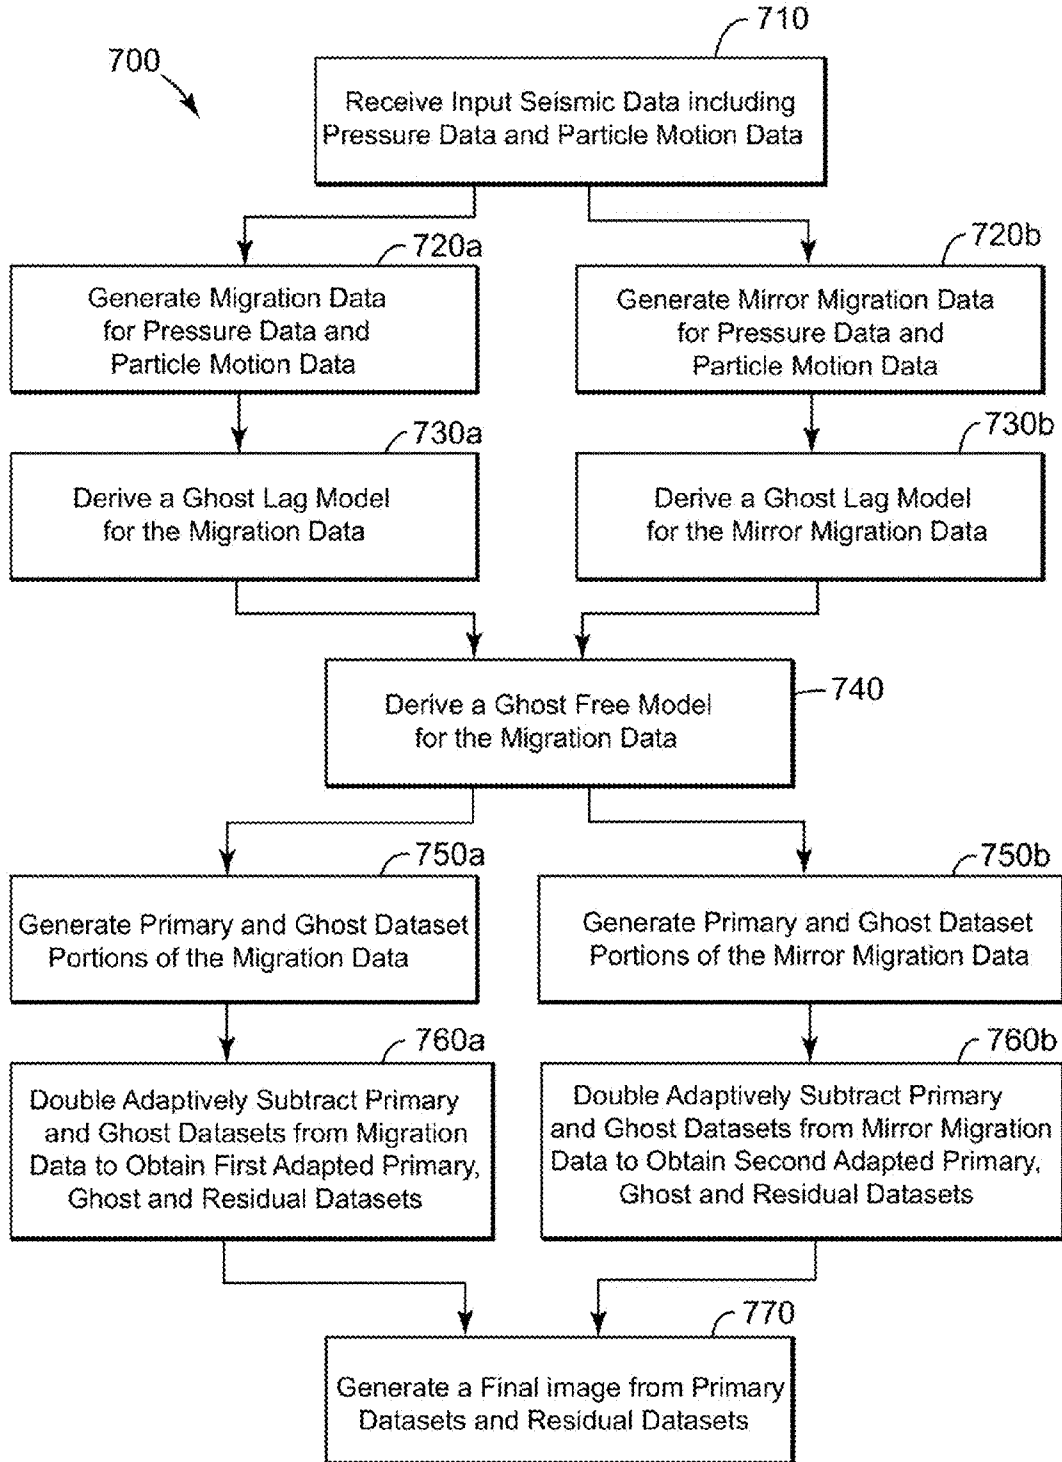 700
710
Receive Input Seismic Data including
Pressure Data and Particle Motion Data
720a
Generate Migration Data
for Pressure Data and
Particle Motion Data
720b
Generate Mirror Migration Data
for Pressure Data and
Particle Motion Data
730a
Derive a Ghost Lag Model
for the Migration Data
730b
Derive a Ghost Lag Model
for the Mirror Migration Data
740
Derive a Ghost Free Model
for the Migration Data
750a
Generate Primary and Ghost Dataset
Portions of the Migration Data
750b
Generate Primary and Ghost Dataset
Portions of the Mirror Migration Data
760a
Double Adaptively Subtract Primary
and Ghost Datasets from Migration
Data to Obtain First Adapted Primary,
Ghost and Residual Datasets
760b
Double Adaptively Subtract Primary
and Ghost Datasets from Mirror Migration
Data to Obtain Second Adapted Primary,
Ghost and Residual Datasets
770
Generate a Final image from Primary
Datasets and Residual Datasets